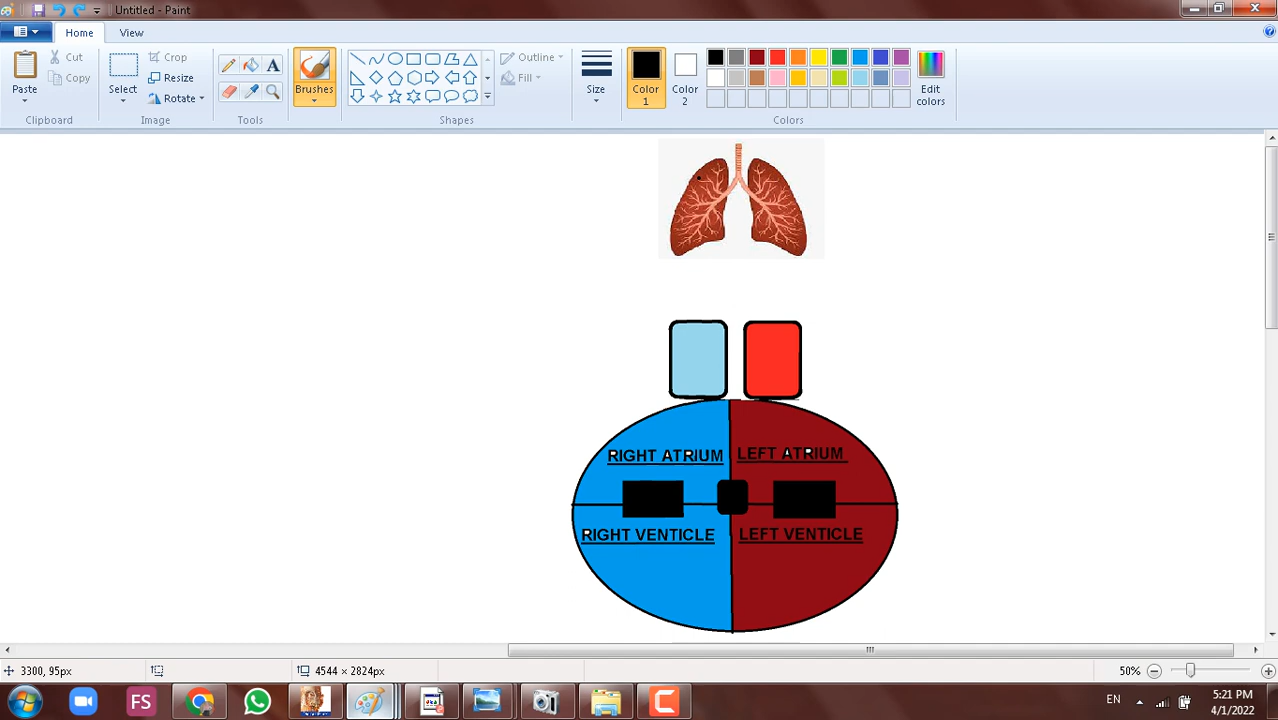 Untitled - Paint
Home View
Paste
Cut
Copy
Clipboard
Select
Crop
Resize
Rotate
Image
A
Tools
Brushes
Outline
Fill
Shapes
Size
Color
1
Color
2
Edit
colors
Colors
RIGHT ATRIUM
LEFT ATRIUM
RIGHT VENTICLE
LEFT VENTICLE
3300, 95px
4544 × 2824px
50%
FS
EN
5:21 PM
4/1/2022